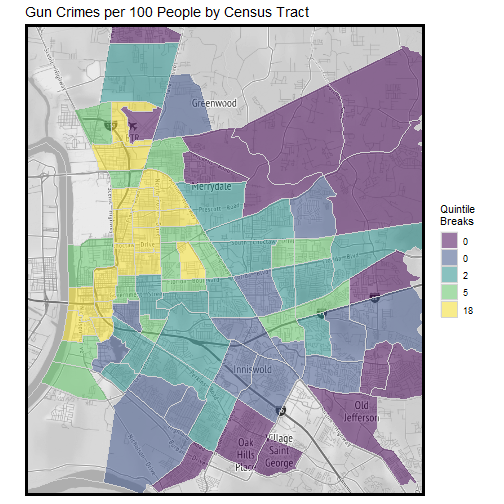 Gun Crimes per 100 People by Census Tract
Greenwood
Merrydale
Inniswold
Old
Jefferson
Oak
Hills
Place
Village
Saint
George
Quintile
Breaks
0
0
2
5
18